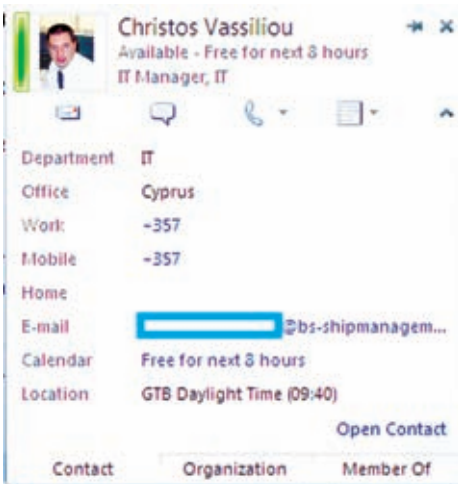 Christos Vassiliou
Available - Free for next 8 hours
IT Manager, IT
Department IT
Office Cyprus
Work +357
Mobile +357
Home
E-mail @bs-shipmanagem...
Calendar Free for next 8 hours
Location GTB Daylight Time (09:40)
Open Contact
Contact Organization Member Of